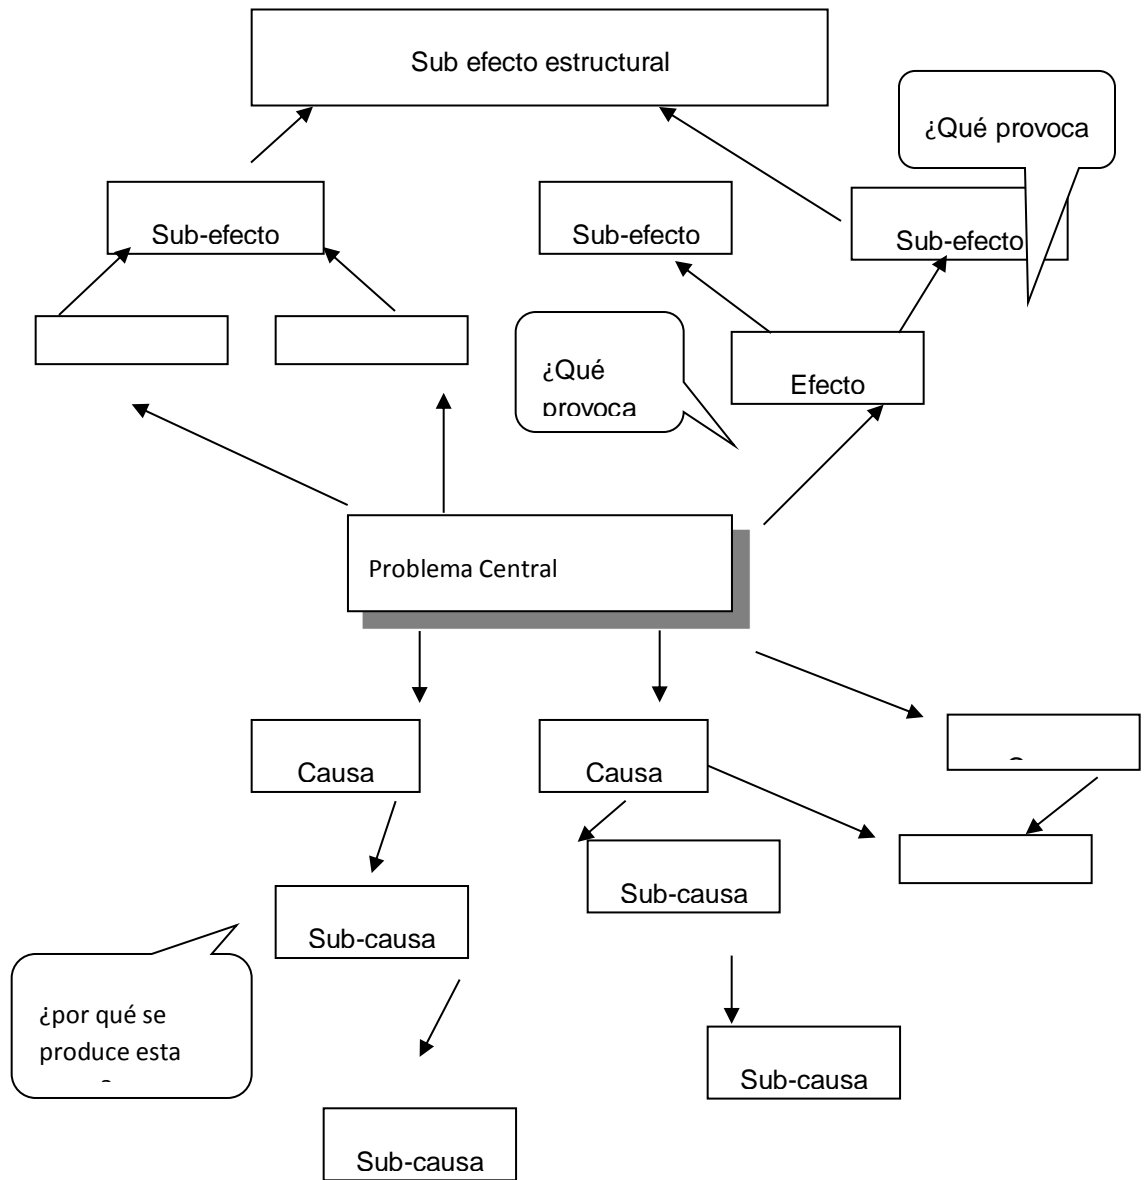 Sub efecto estructural
¿Qué provoca
Sub-efecto
Sub-efecto
Sub-efecto
¿Qué
provoca
Efecto
Problema Central
Causa
Causa
Sub-causa
Sub-causa
¿por qué se
produce esta
Sub-causa
Sub-causa